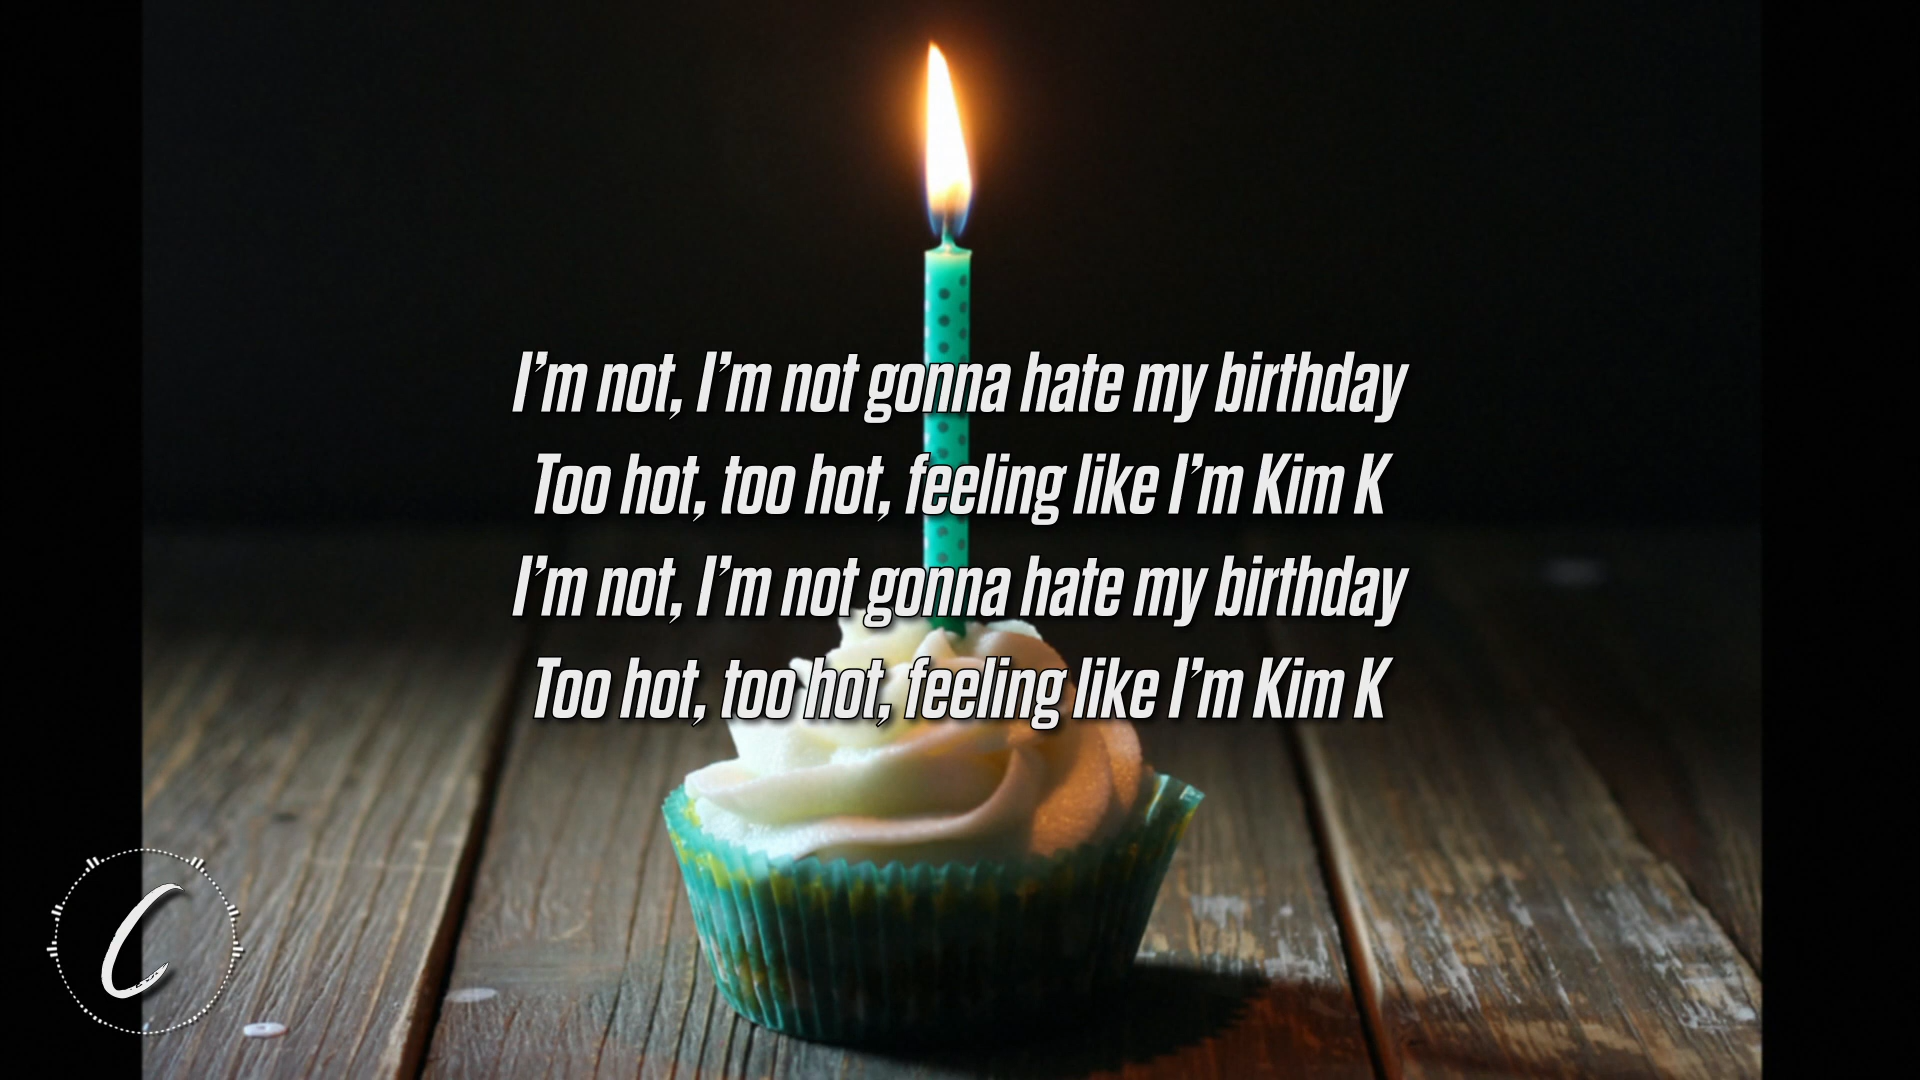 I'm not, I'm not gonna hate my birthday
Too hot, too hot, feeling like I'm Kim K
I'm not, I'm not gonna hate my birthday
Too hot, too hot, feeling like I'm Kim K
C